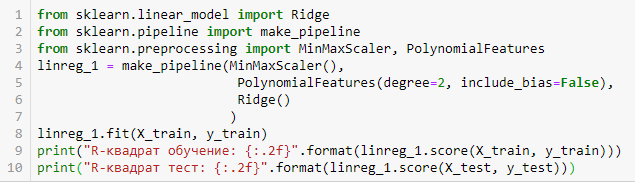 1 from sklearn.linear_model import Ridge
2 from sklearn.pipeline import make_pipeline
3 from sklearn.preprocessing import MinMaxScaler, PolynomialFeatures
4 linreg_1 = make_pipeline(MinMaxScaler(),
5                          PolynomialFeatures(degree=2, include_bias=False),
6                          Ridge()
7                         )
8 linreg_1.fit(X_train, y_train)
9 print("R-квадрат обучение: {:.2f}".format(linreg_1.score(X_train, y_train)))
10 print("R-квадрат тест: {:.2f}".format(linreg_1.score(X_test, y_test)))